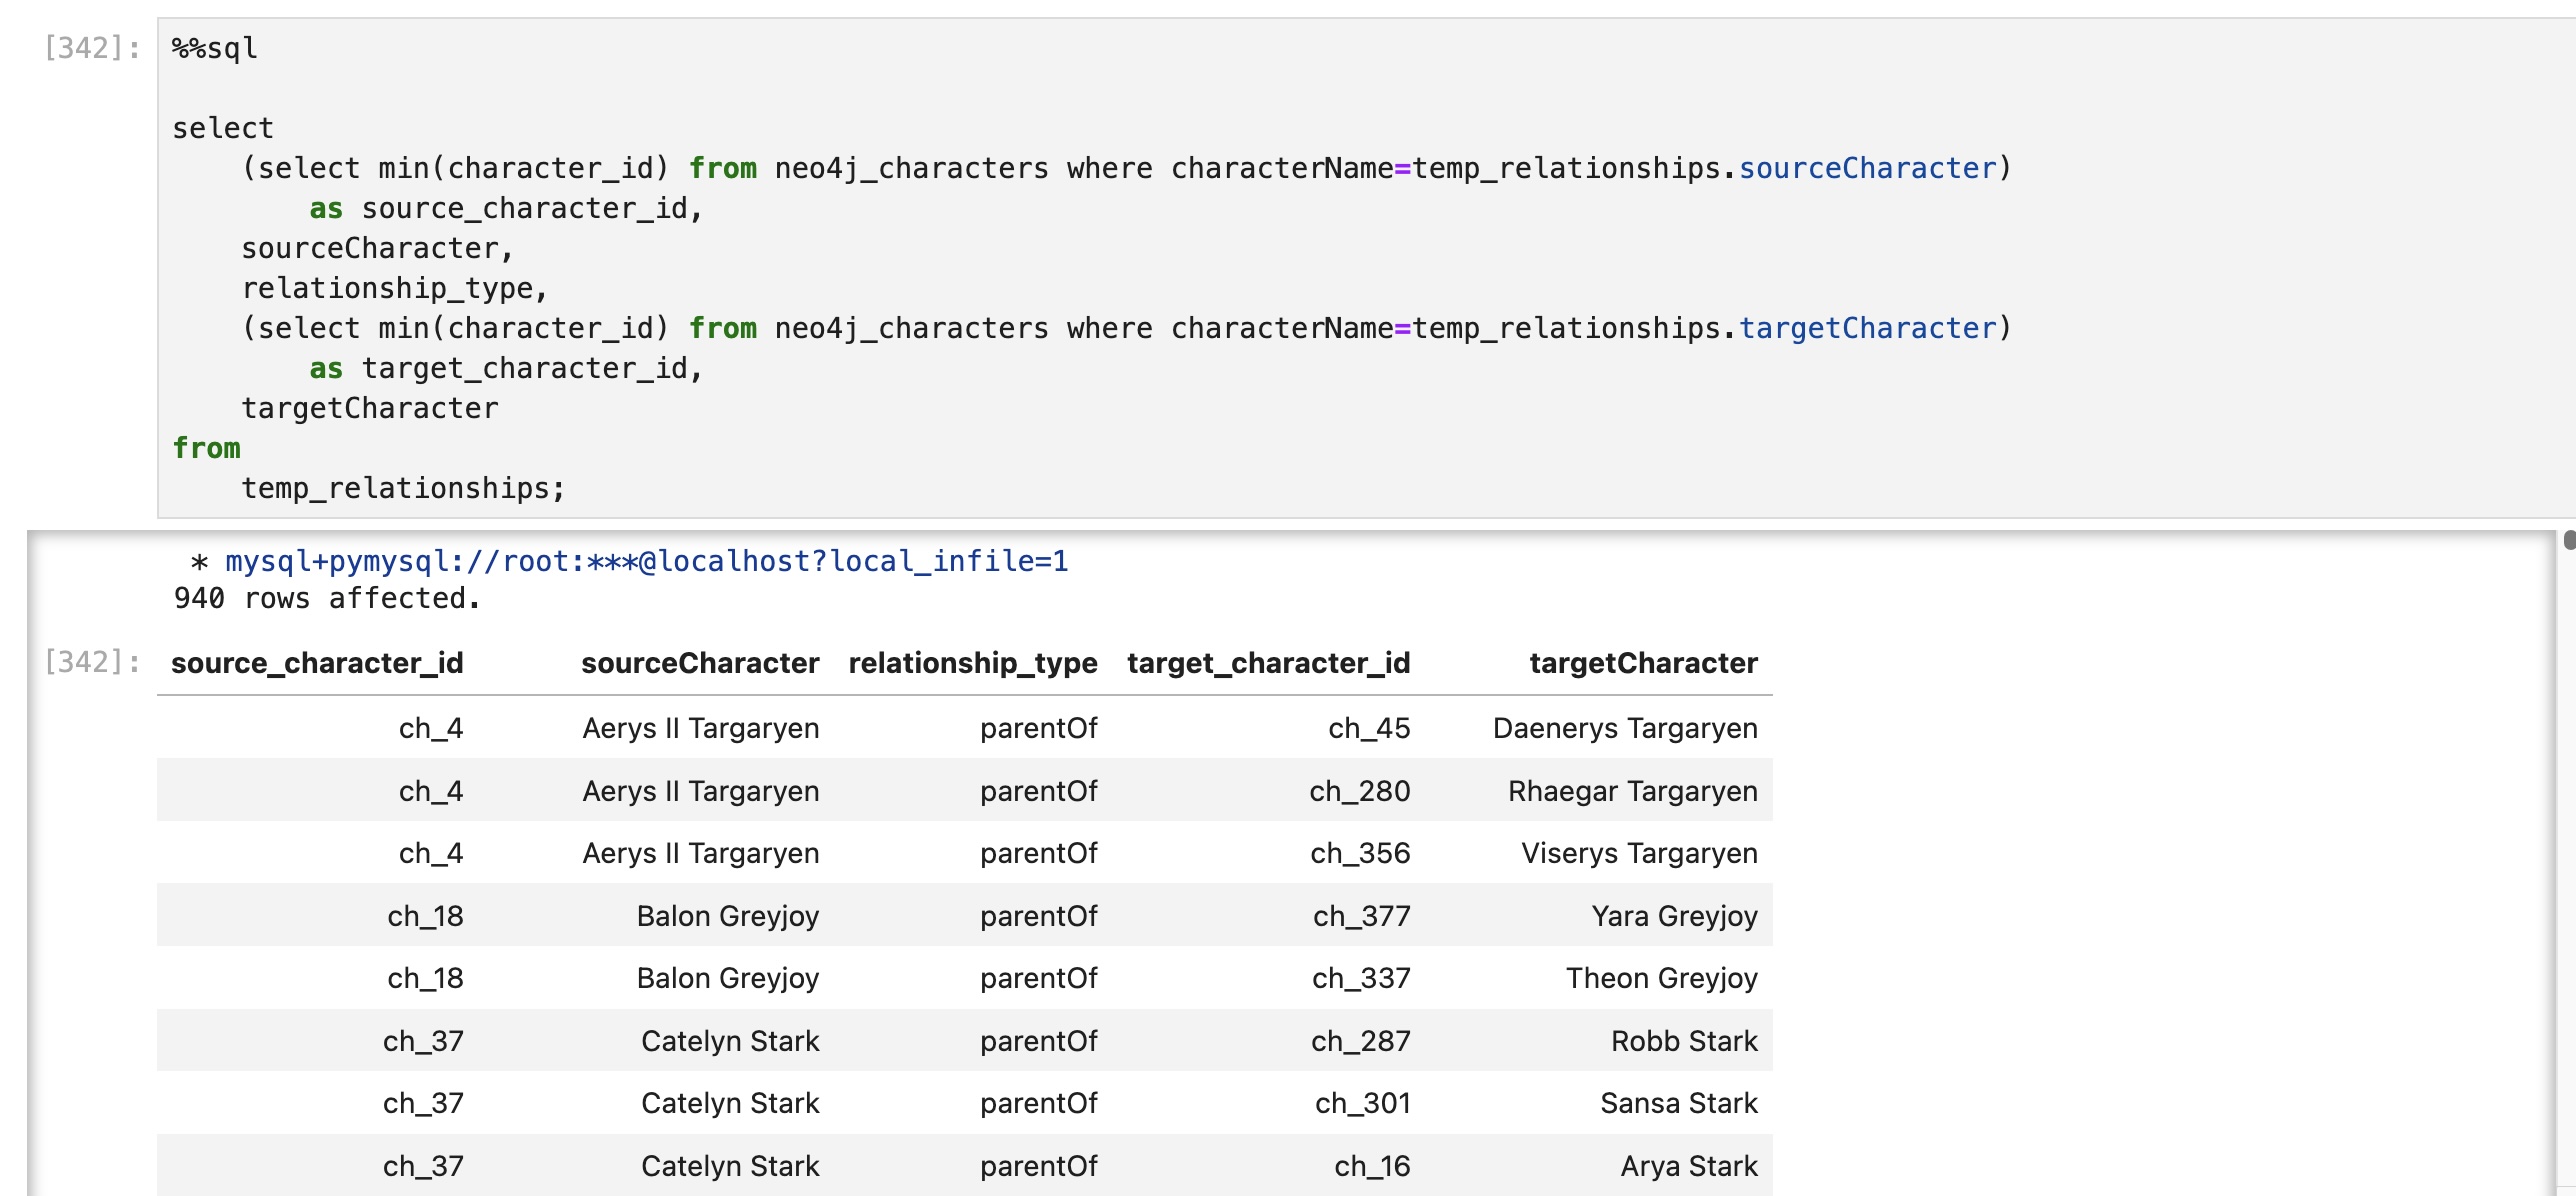 [342]: %%sql
select
(select min(character_id) from neo4j_characters where characterName=temp_relationships.sourceCharacter)
as source_character_id,
sourceCharacter,
relationship_type,
(select min(character_id) from neo4j_characters where characterName=temp_relationships.targetCharacter)
as target_character_id,
targetCharacter
from
temp_relationships;
* mysql+pymysql://root:***@localhost?local_infile=1
940 rows affected.
[342]: source_character_id sourceCharacter relationship_type target_character_id targetCharacter
ch_4 Aerys II Targaryen parentOf ch_45 Daenerys Targaryen
ch_4 Aerys II Targaryen parentOf ch_280 Rhaegar Targaryen
ch_4 Aerys II Targaryen parentOf ch_356 Viserys Targaryen
ch_18 Balon Greyjoy parentOf ch_377 Yara Greyjoy
ch_18 Balon Greyjoy parentOf ch_337 Theon Greyjoy
ch_37 Catelyn Stark parentOf ch_287 Robb Stark
ch_37 Catelyn Stark parentOf ch_301 Sansa Stark
ch_37 Catelyn Stark parentOf ch_16 Arya Stark